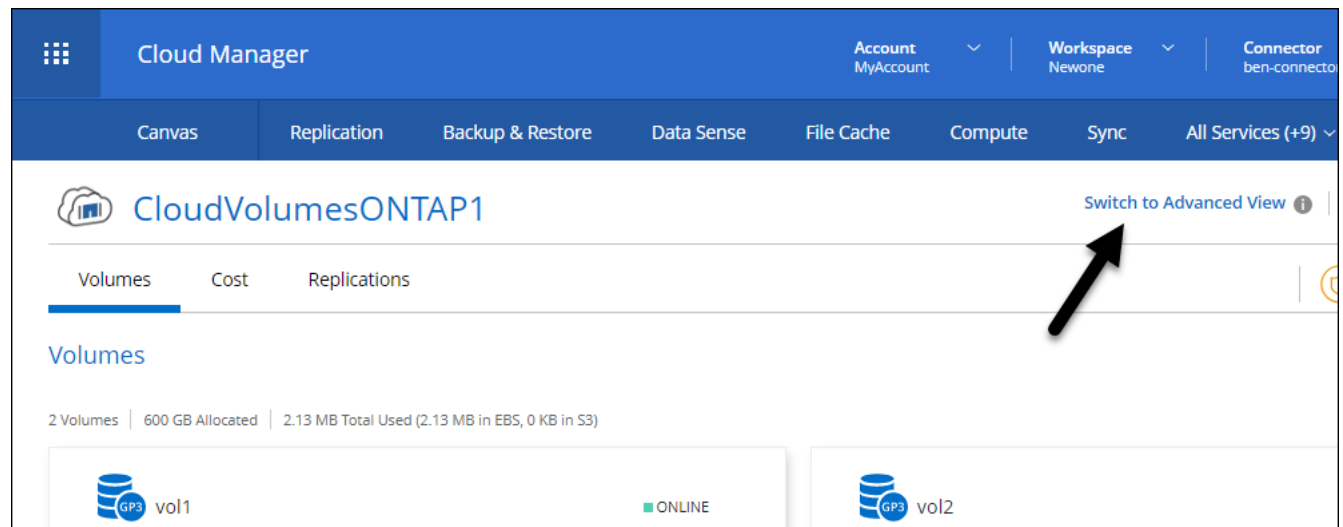 Cloud Manager
Account
MyAccount
Workspace
Newone
Connector
ben-connector
Canvas Replication Backup & Restore Data Sense File Cache Compute Sync All Services (+9)
CloudVolumesONTAP1
Switch to Advanced View
Volumes Cost Replications
Volumes
2 Volumes | 600 GB Allocated | 2.13 MB Total Used (2.13 MB in EBS, 0 KB in S3)
GP3 vol1 ONLINE GP3 vol2